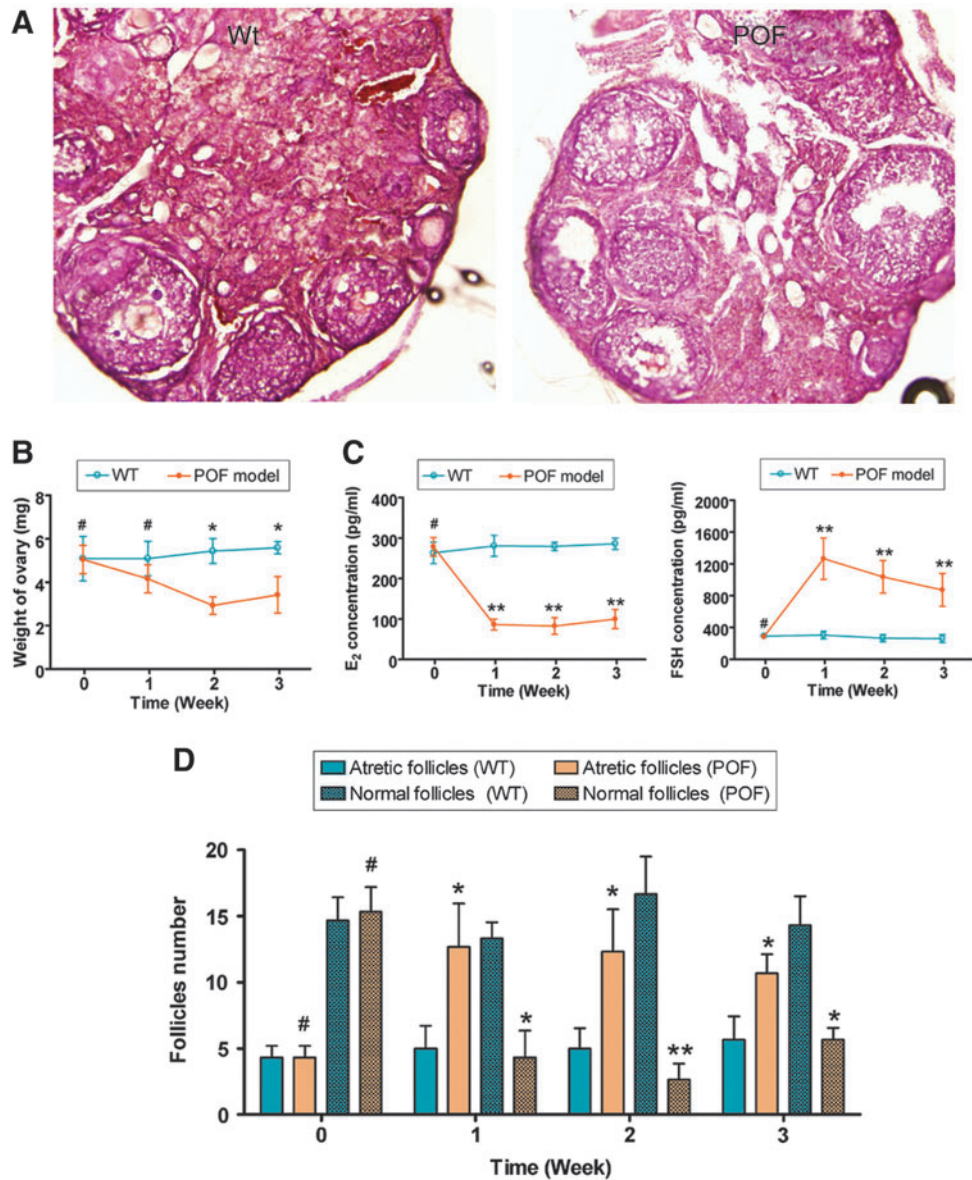 A
Wt
POF
B
WT POF model
Weight of ovary (mg)
8
6
4
2
0
# # * *
0 1 2 3
Time (Week)
C
WT POF model
E2 concentration (pg/ml)
400
300
200
100
0
#
** ** **
0 1 2 3
Time (Week)
WT POF model
FSH concentration (pg/ml)
2000
1600
1200
800
400
0
#
** ** **
0 1 2 3
Time (Week)
D
Atretic follicles (WT) Atretic follicles (POF)
Normal follicles (WT) Normal follicles (POF)
Follicles number
20
15
10
5
0
# # * * * ** * *
0 1 2 3
Time (Week)